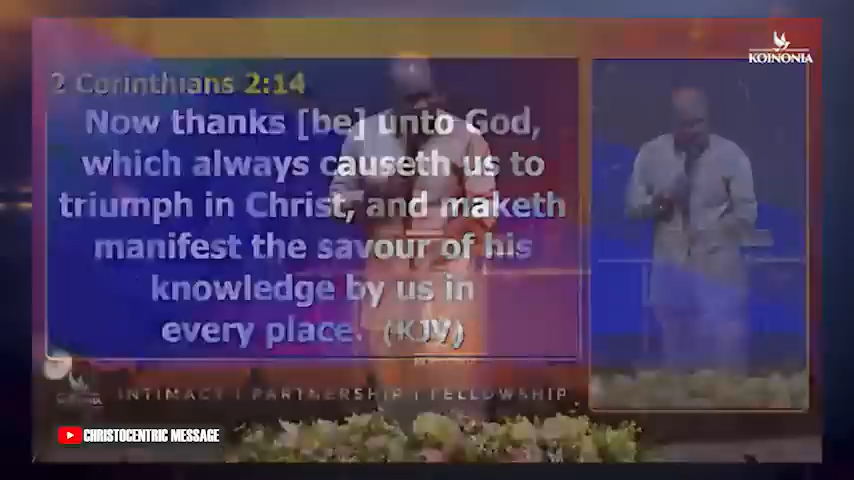 KOINONIA
2 Corinthians 2:14
Now thanks [be] unto God,
which always causeth us to
triumph in Christ, and maketh
manifest the savour of his
knowledge by us in
every place. (KJV)
KOINONIA
INTIMACY | PARTNERSHIP | FELLOWSHIP
CHRISTOCENTRIC MESSAGE